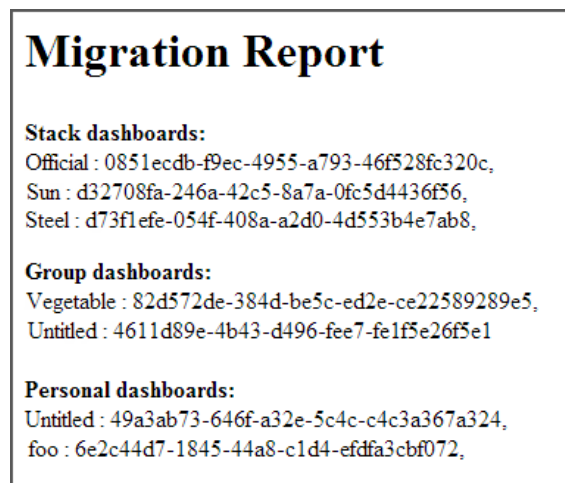 Migration Report
Stack dashboards:
Official : 0851ecdb-f9ec-4955-a793-46f528fc320c,
Sun : d32708fa-246a-42c5-8a7a-0fc5d4436f56,
Steel : d73f1efe-054f-408a-a2d0-4d553b4e7ab8,
Group dashboards:
Vegetable : 82d572de-384d-be5c-ed2e-ce22589289e5,
Untitled : 4611d89e-4b43-d496-fee7-fe1f5e26f5e1
Personal dashboards:
Untitled : 49a3ab73-646f-a32e-5c4c-c4c3a367a324,
foo : 6e2c44d7-1845-44a8-c1d4-efdfa3cbf072,